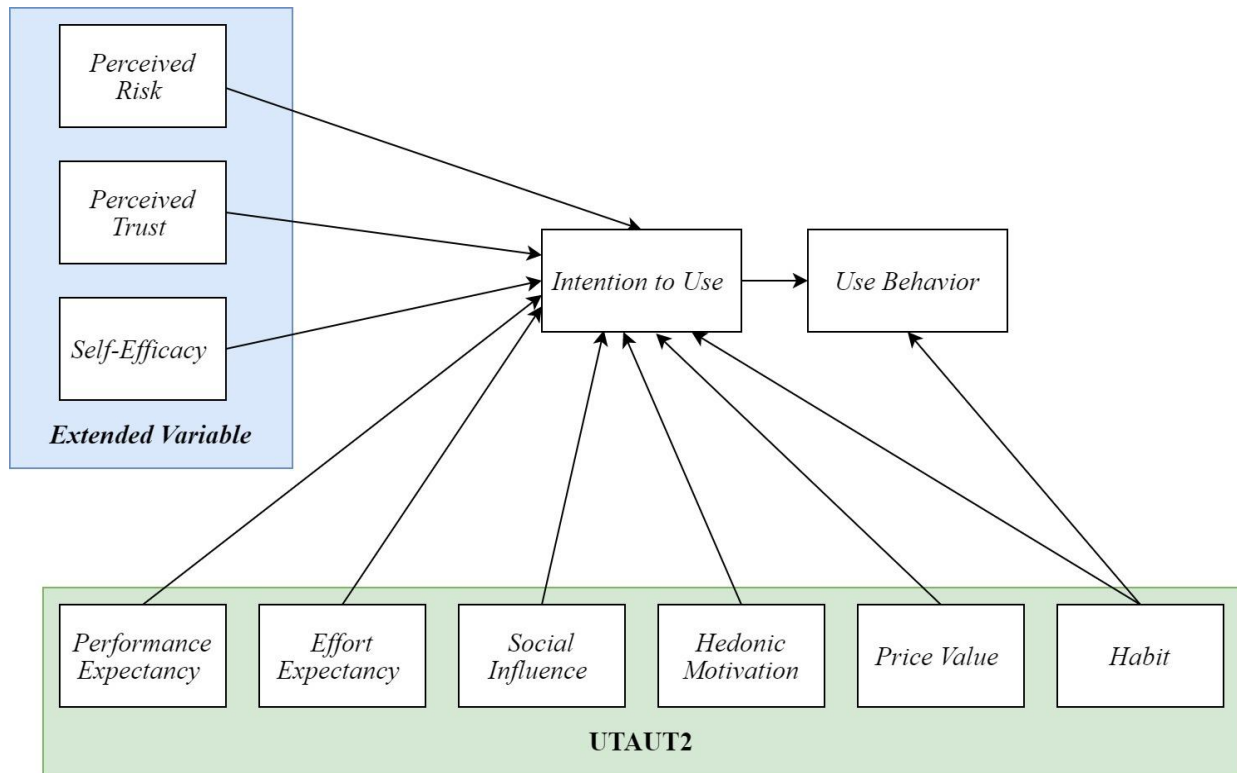 Perceived
Risk
Perceived
Trust
Self-Efficacy
Extended Variable
Intention to Use
Use Behavior
Performance
Expectancy
Effort
Expectancy
Social
Influence
Hedonic
Motivation
Price Value
Habit
UTAUT2